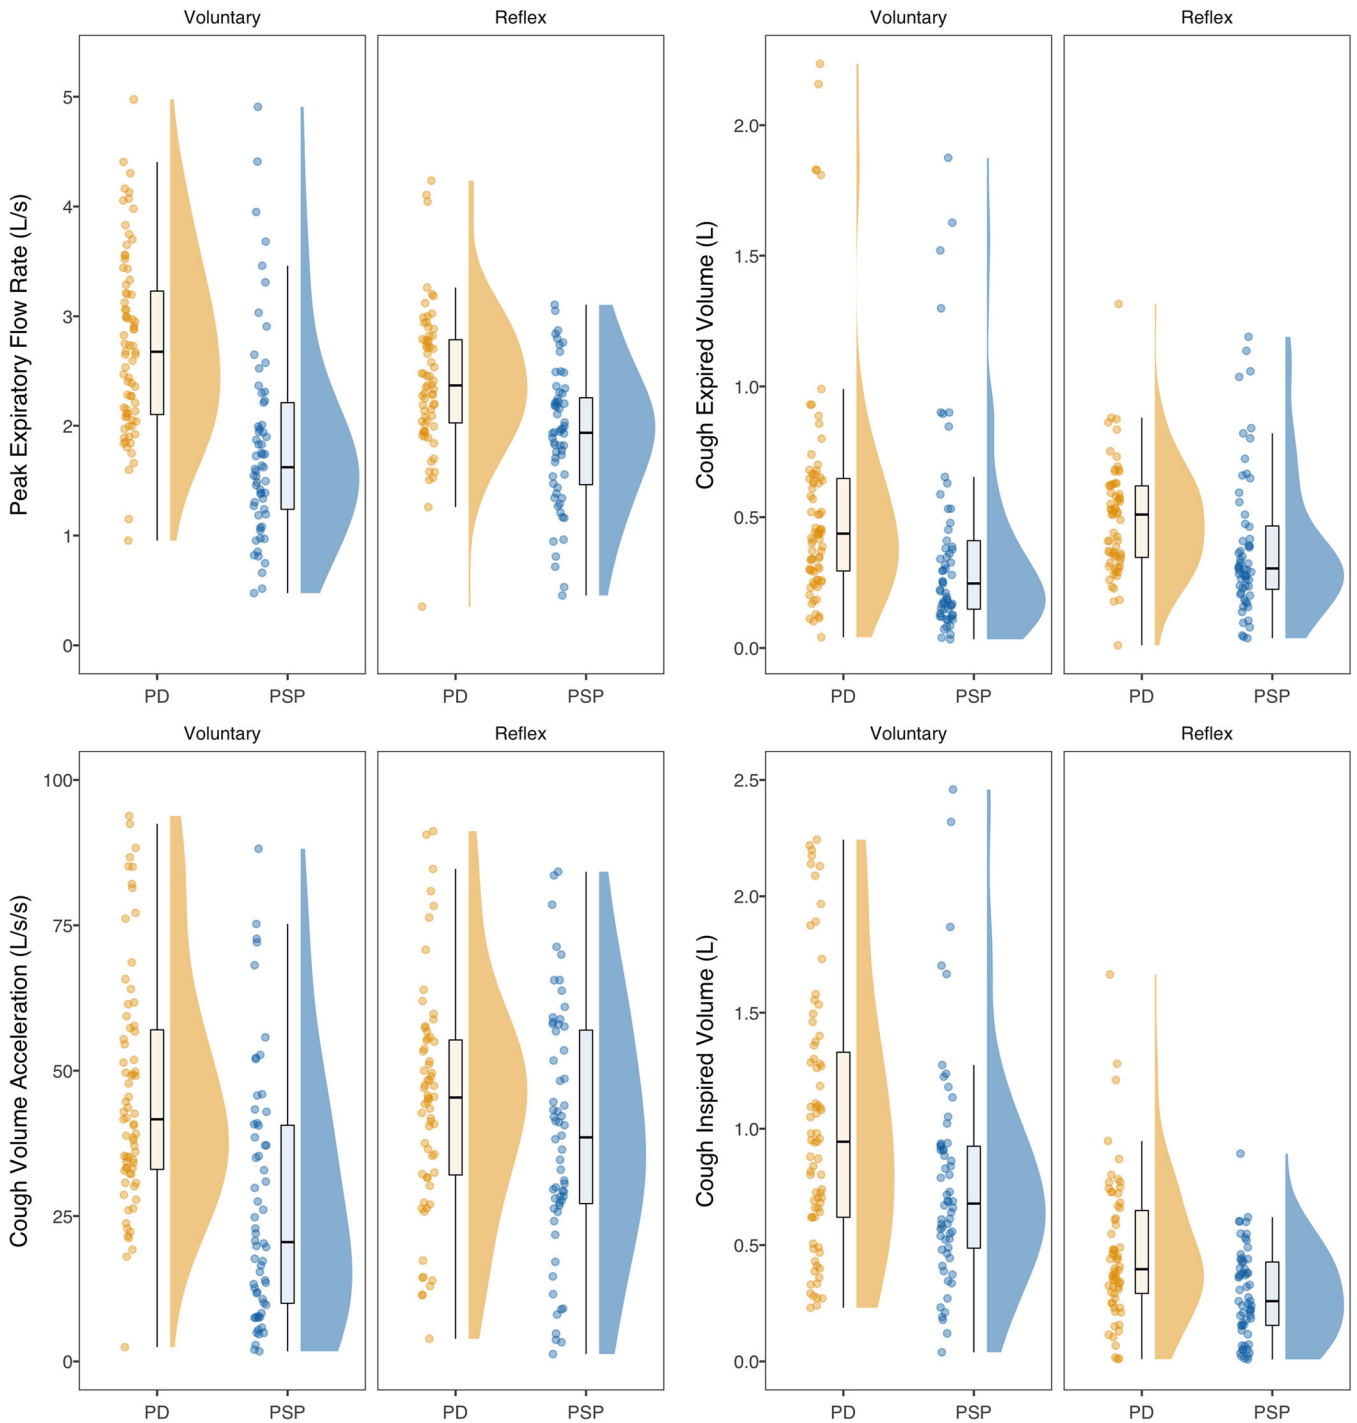 Voluntary
Reflex
Peak Expiratory Flow Rate (L/s)
5
4
3
2
1
0
PD
PSP
PD
PSP
Voluntary
Reflex
Cough Expired Volume (L)
2.0
1.5
1.0
0.5
0.0
PD
PSP
PD
PSP
Voluntary
Reflex
Cough Volume Acceleration (L/s/s)
100
75
50
25
0
PD
PSP
PD
PSP
Voluntary
Reflex
Cough Inspired Volume (L)
2.5
2.0
1.5
1.0
0.5
0.0
PD
PSP
PD
PSP